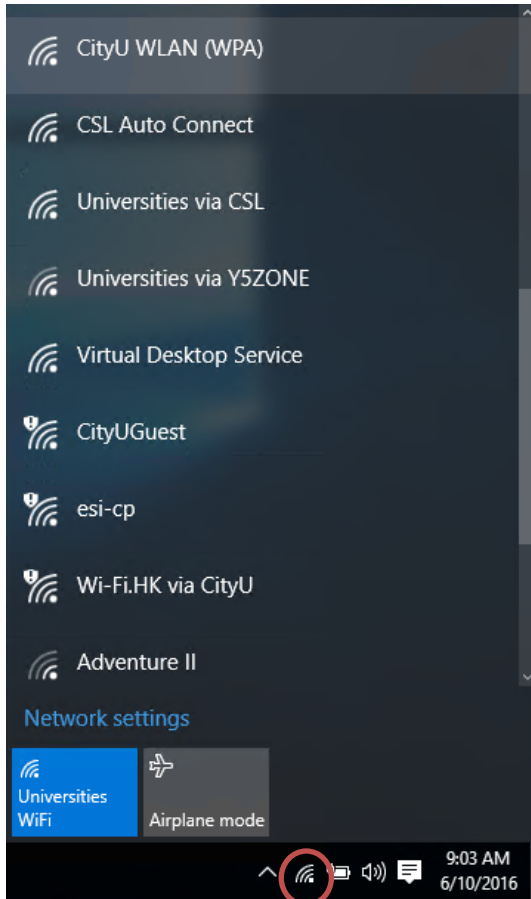 CityU WLAN (WPA)
CSL Auto Connect
Universities via CSL
Universities via Y5ZONE
Virtual Desktop Service
CityUGuest
esi-cp
Wi-Fi.HK via CityU
Adventure II
Network settings
Universities
WiFi
Airplane mode
9:03 AM
6/10/2016